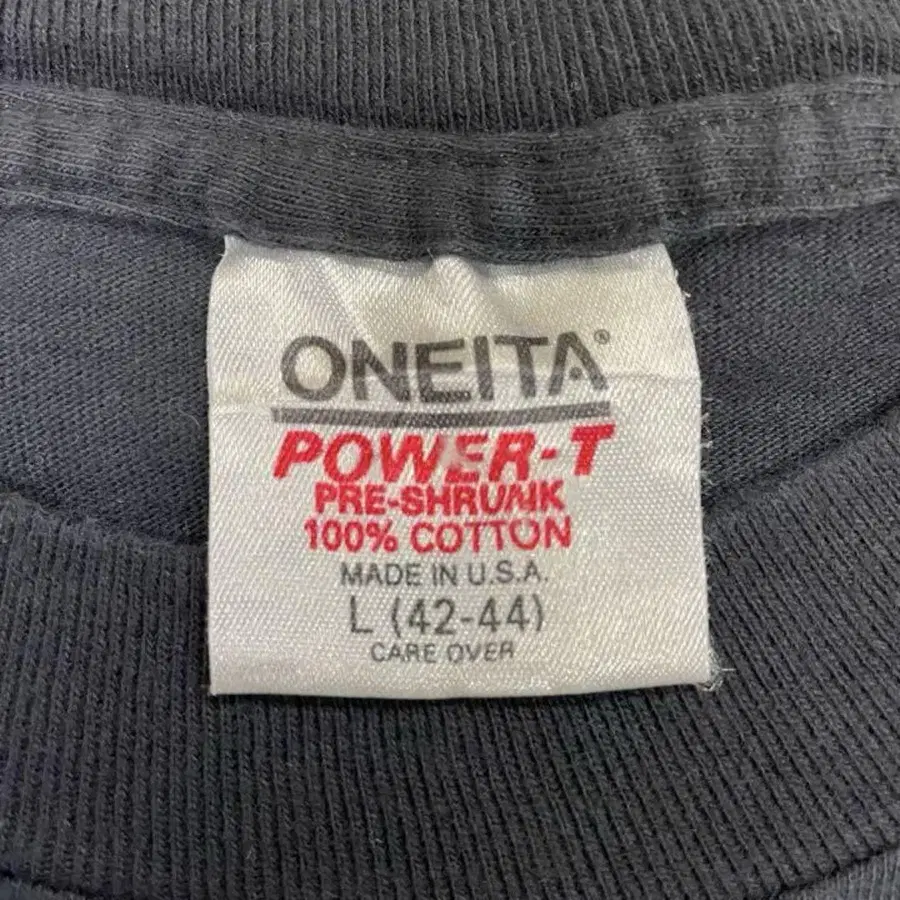 ONEITA®
POWER-T
PRE-SHRUNK
100% COTTON
MADE IN U.S.A.
L (42-44)
CARE OVER